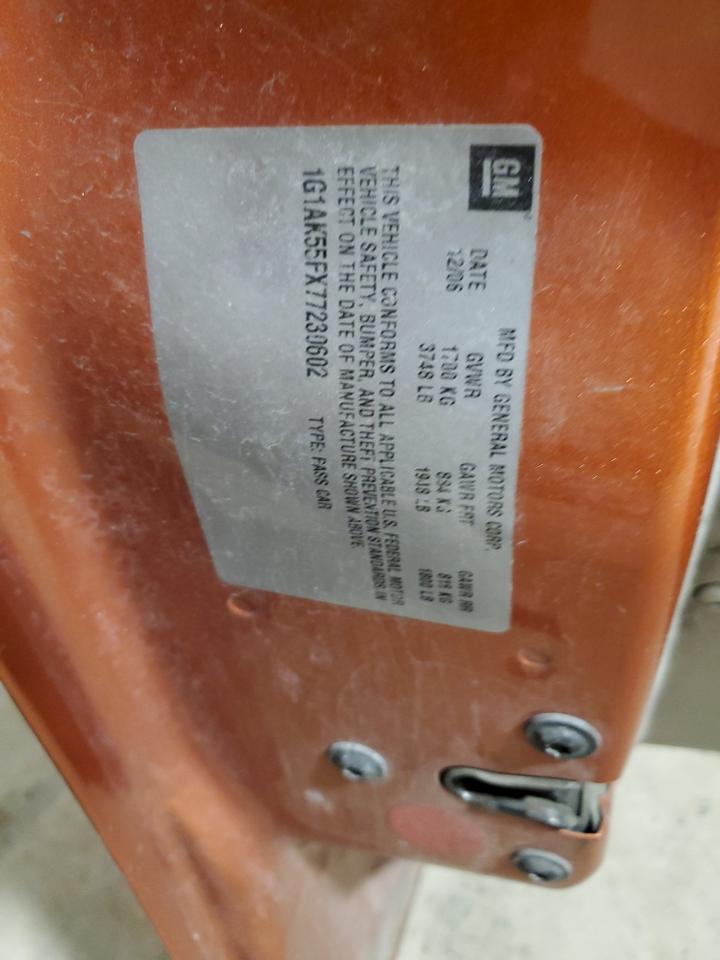 GM
MFD BY GENERAL MOTORS CORP.
DATE GVWR GAWR FRT GAWR RR
12/06 1700 KG 884 KG 816 KG
3748 LB 1948 LB 1800 LB
THIS VEHICLE CONFORMS TO ALL APPLICABLE U.S. FEDERAL MOTOR
VEHICLE SAFETY, BUMPER, AND THEFT PREVENTION STANDARDS IN
EFFECT ON THE DATE OF MANUFACTURE SHOWN ABOVE.
1G1AK55FX77230602 TYPE: PASS CAR